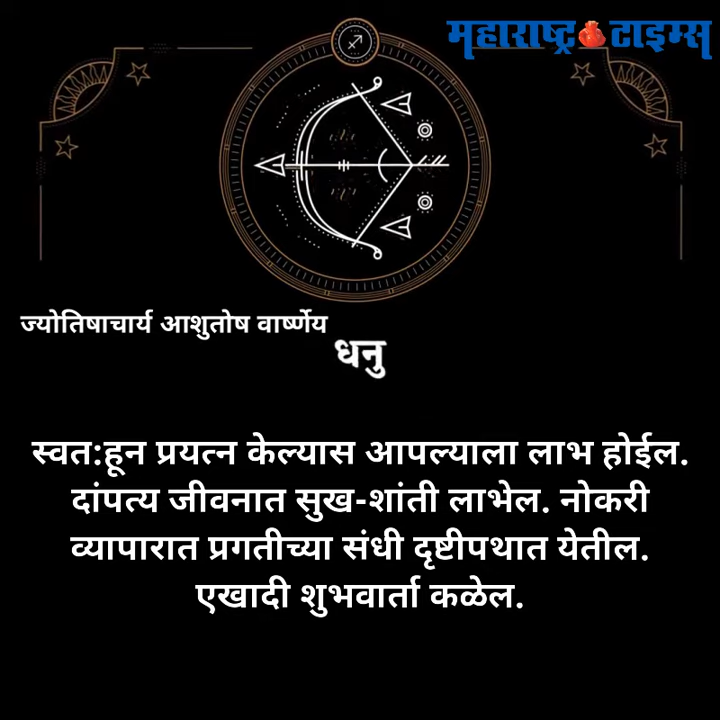 महाराष्ट्र टाइम्स
ज्योतिषाचार्य आशुतोष वार्ष्णेय
धनु
स्वत:हून प्रयत्न केल्यास आपल्याला लाभ होईल.
दांपत्य जीवनात सुख-शांती लाभेल. नोकरी
व्यापारात प्रगतीच्या संधी दृष्टीपथात येतील.
एखादी शुभवार्ता कळेल.